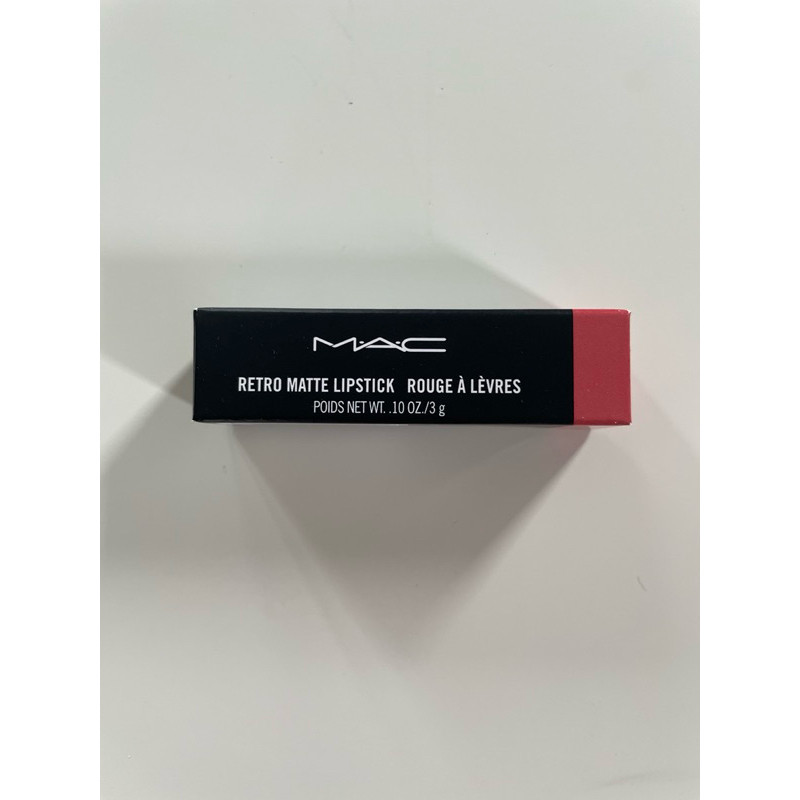 M·A·C
RETRO MATTE LIPSTICK ROUGE À LÈVRES
POIDS NET WT. .10 OZ./3 g